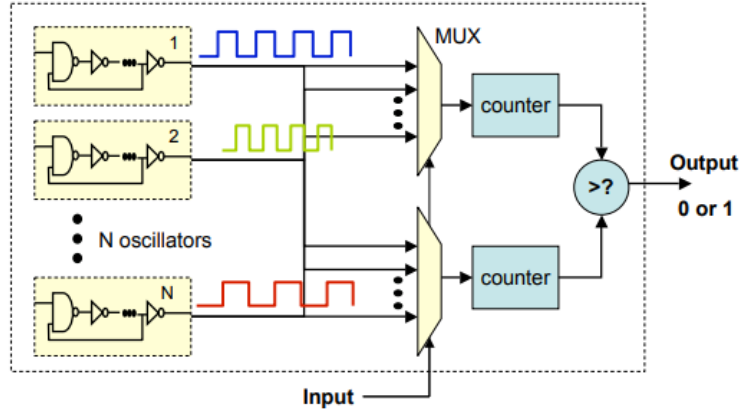 1
MUX
counter
2
Output
>?
0 or 1
N oscillators
counter
N
Input